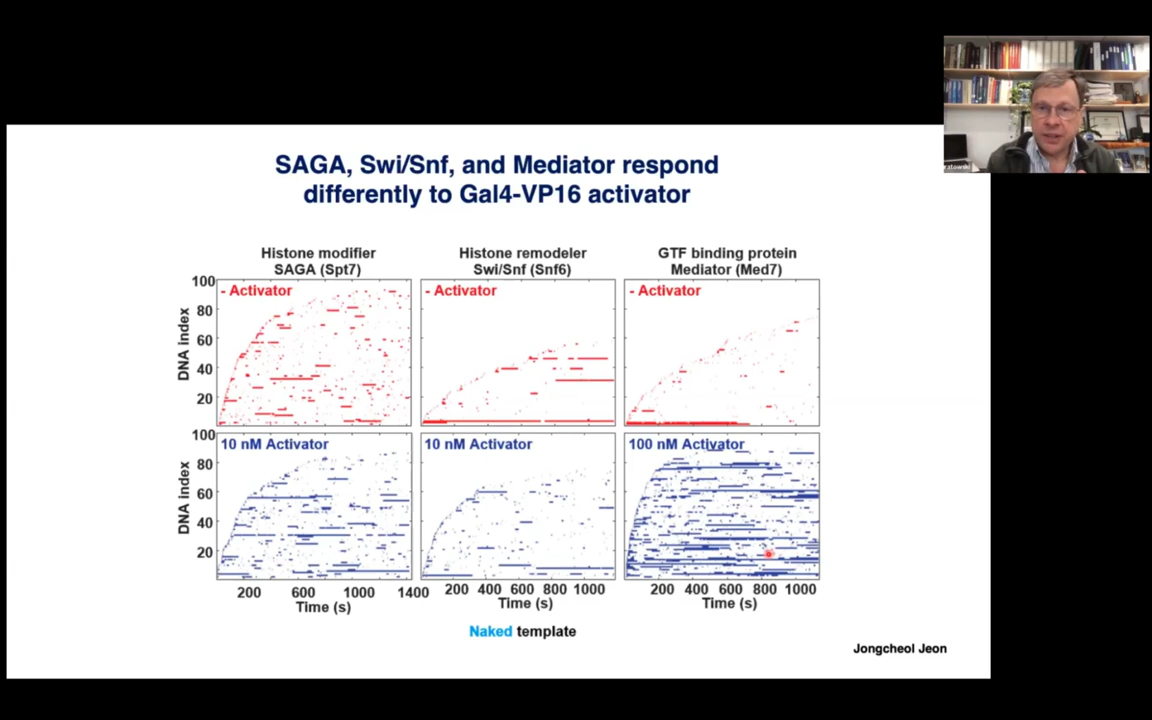 SAGA, Swi/Snf, and Mediator respond
differently to Gal4-VP16 activator
Histone modifier
SAGA (Spt7)
Histone remodeler
Swi/Snf (Snf6)
GTF binding protein
Mediator (Med7)
DNA index
100
80
60
40
20
- Activator
- Activator
- Activator
DNA index
100
80
60
40
20
10 nM Activator
10 nM Activator
100 nM Activator
200 600 1000 1400
Time (s)
200 400 600 800 1000
Time (s)
200 400 600 800 1000
Time (s)
Naked template
Jongcheol Jeon